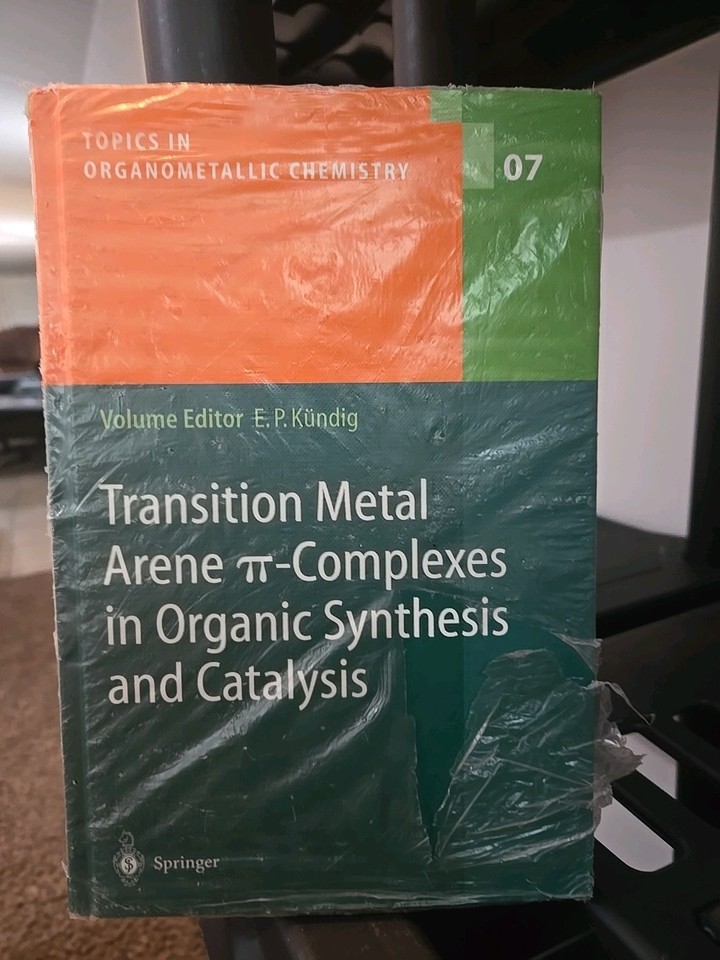 TOPICS IN
ORGANOMETALLIC CHEMISTRY
07
Volume Editor E. P. Kündig
Transition Metal
Arene π-Complexes
in Organic Synthesis
and Catalysis
Springer